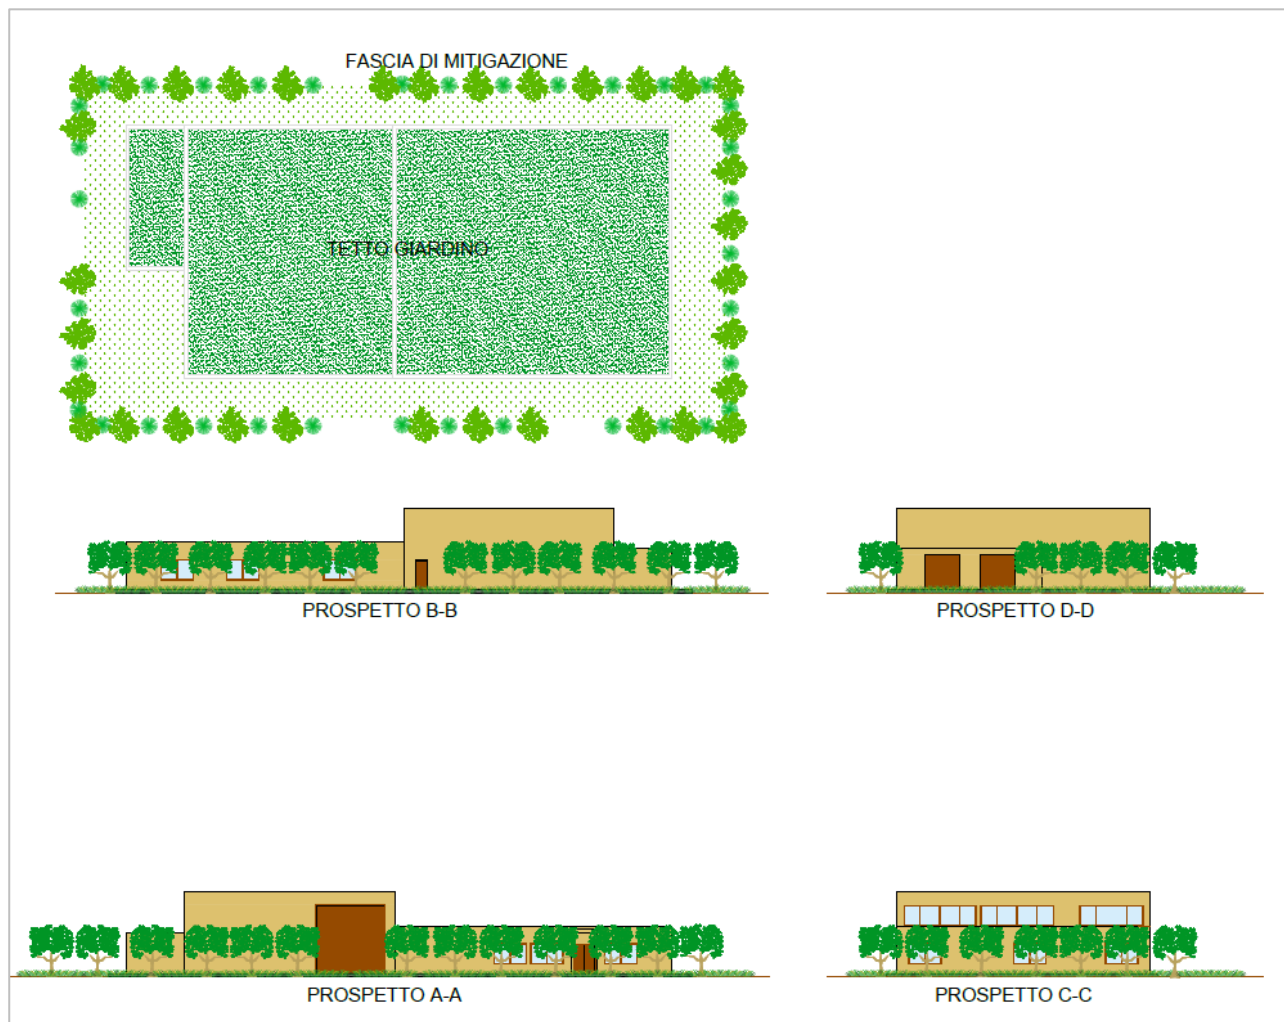 FASCIA DI MITIGAZIONE
TETTO GIARDINO
PROSPETTO B-B
PROSPETTO D-D
PROSPETTO A-A
PROSPETTO C-C